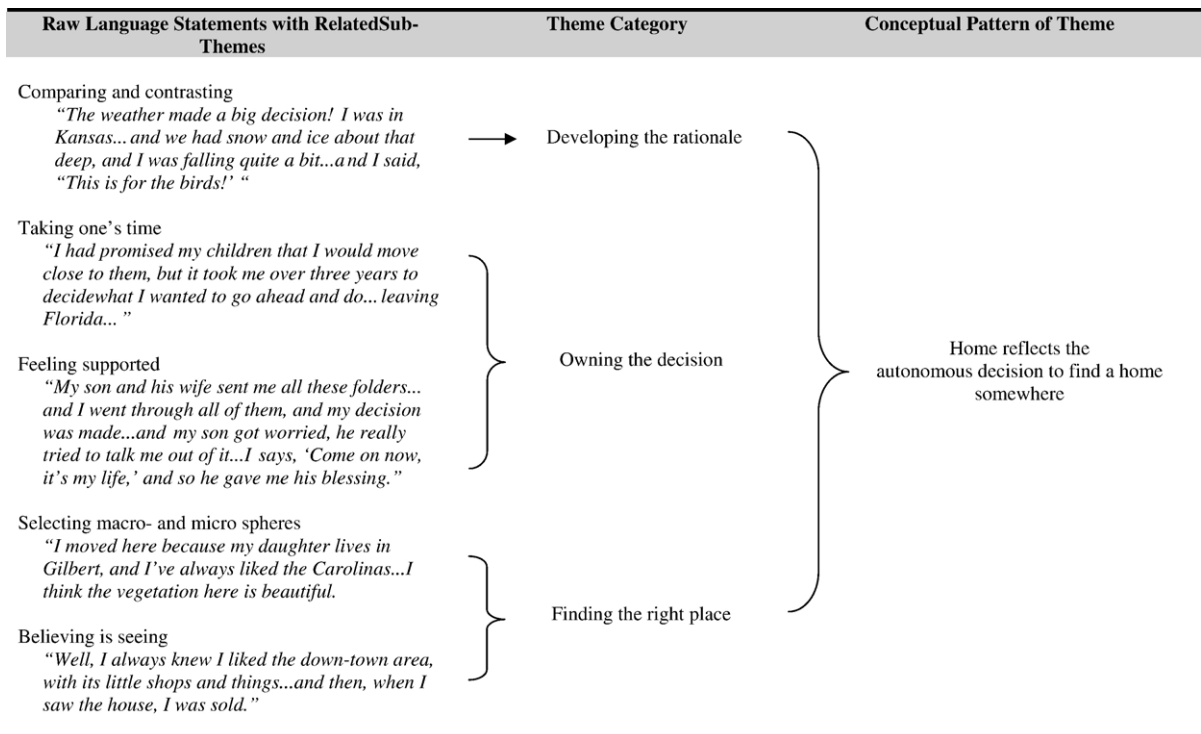 Raw Language Statements with RelatedSub-
Themes
Theme Category
Conceptual Pattern of Theme
Comparing and contrasting
“The weather made a big decision! I was in
Kansas... and we had snow and ice about that
deep, and I was falling quite a bit...and I said,
“This is for the birds!’ “
Developing the rationale
Taking one’s time
“I had promised my children that I would move
close to them, but it took me over three years to
decidewhat I wanted to go ahead and do... leaving
Florida... ”
Feeling supported
“My son and his wife sent me all these folders...
and I went through all of them, and my decision
was made...and my son got worried, he really
tried to talk me out of it...I says, ‘Come on now,
it’s my life,’ and so he gave me his blessing.”
Owning the decision
Selecting macro- and micro spheres
“I moved here because my daughter lives in
Gilbert, and I’ve always liked the Carolinas...I
think the vegetation here is beautiful.
Believing is seeing
“Well, I always knew I liked the down-town area,
with its little shops and things...and then, when I
saw the house, I was sold.”
Finding the right place
Home reflects the
autonomous decision to find a home
somewhere